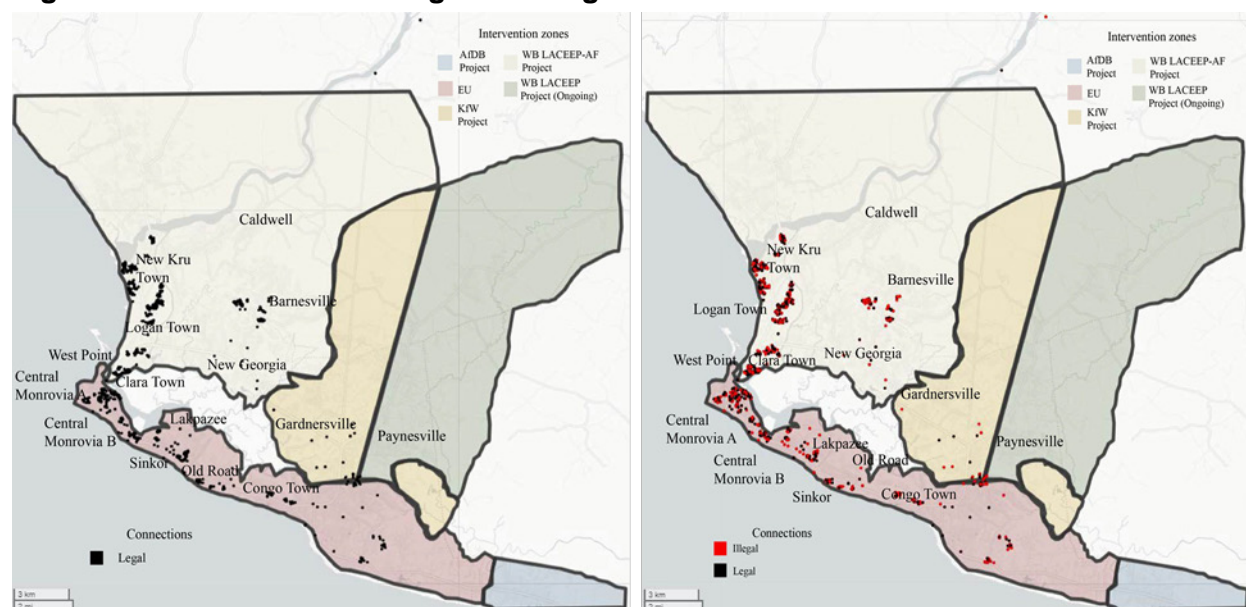 Intervention zones
AfDB Project
WB LACEEP-AF Project
EU
WB LACEEP Project (Ongoing)
KfW Project
Caldwell
New Kru
Town
Barnesville
Logan Town
West Point
New Georgia
Central
Monrovia A
Clara Town
Central
Monrovia B
Lakpazee
Gardnersville
Paynesville
Sinkor
Old Road
Congo Town
Connections
Legal
3 km
2 mi
Intervention zones
AfDB Project
WB LACEEP-AF Project
EU
WB LACEEP Project (Ongoing)
KfW Project
Caldwell
New Kru
Town
Barnesville
Logan Town
West Point
Clara Town
New Georgia
Gardnersville
Central
Monrovia A
Lakpazee
Paynesville
Central
Monrovia B
Old Road
Sinkor
Congo Town
Connections
Illegal
Legal
3 km
2 mi